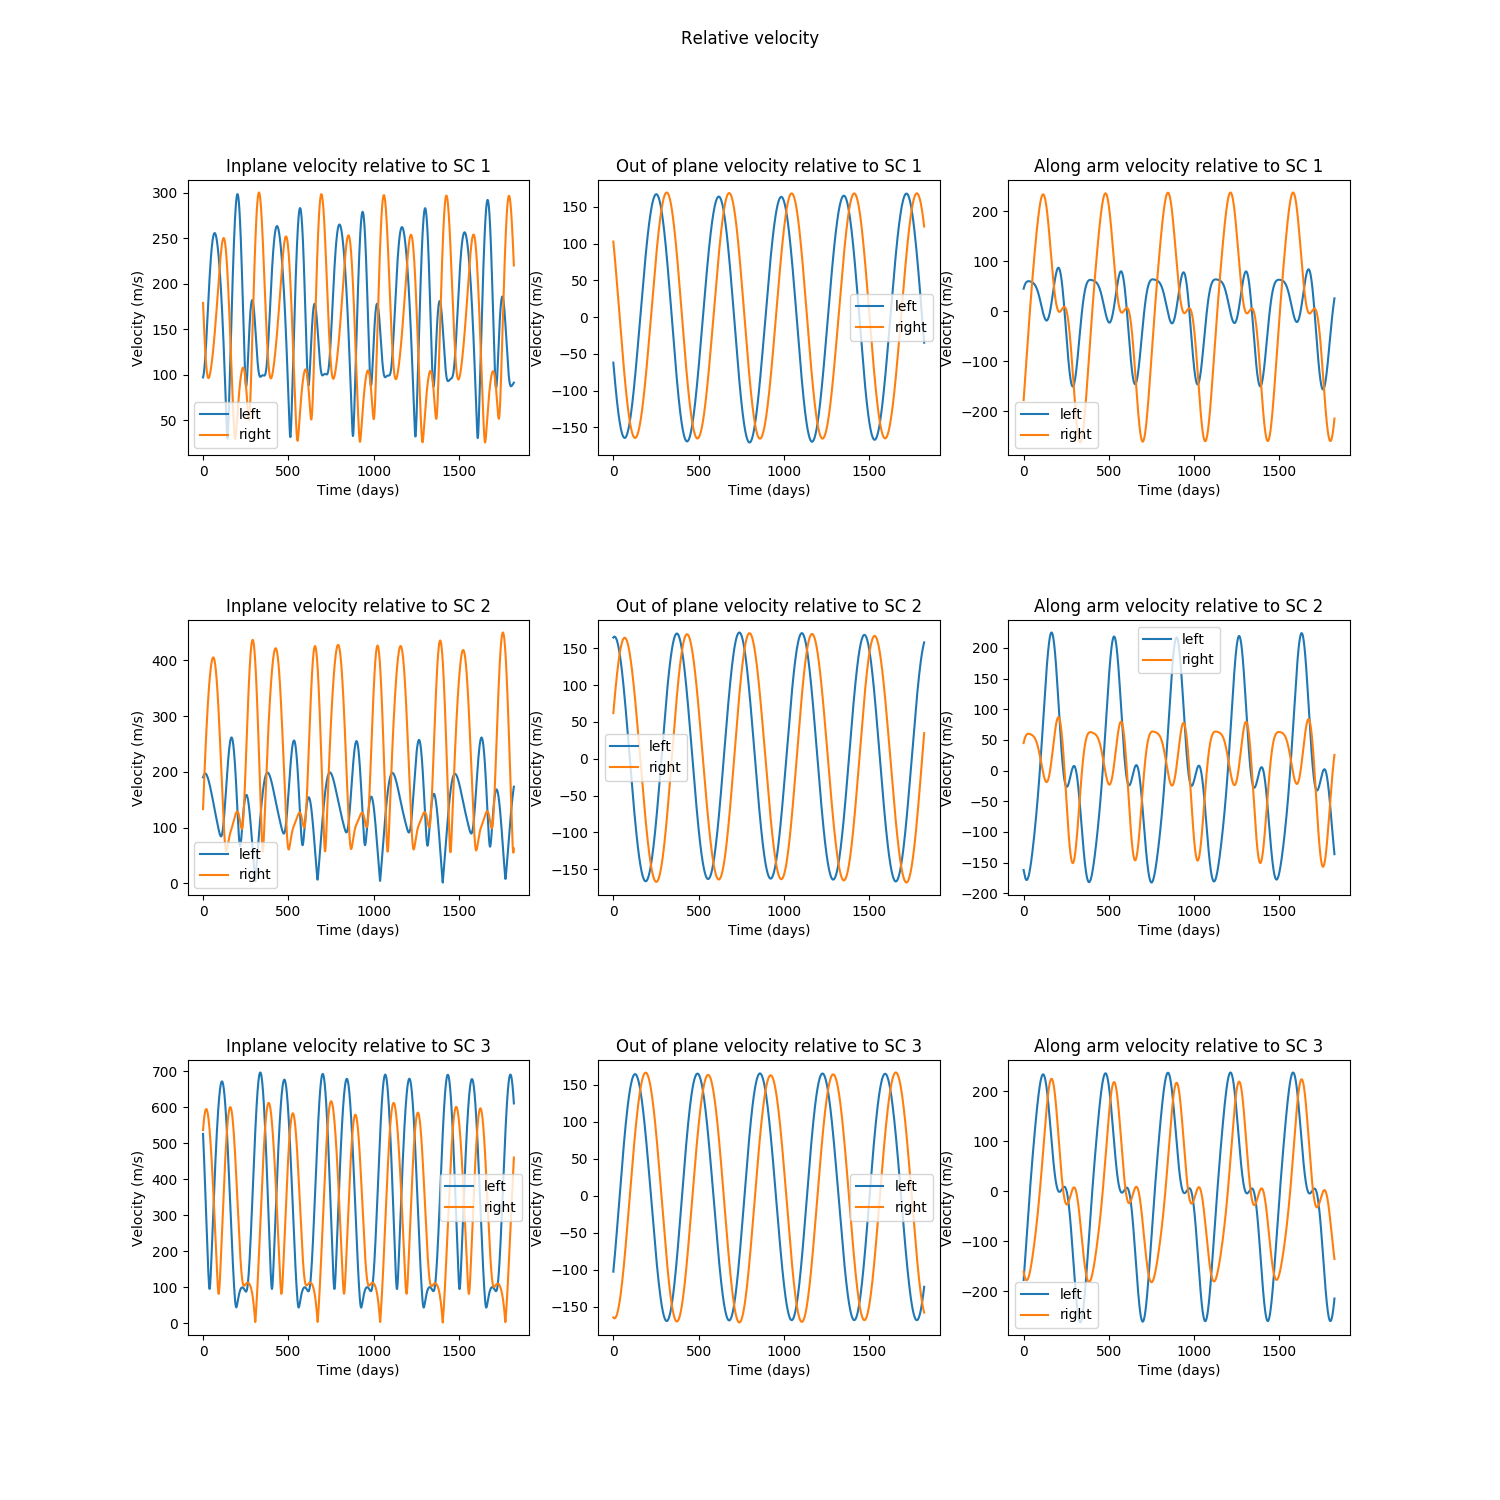 Relative velocity
Inplane velocity relative to SC 1
Velocity (m/s)
300
250
200
150
100
50
0
500
1000
1500
Time (days)
left
right
Out of plane velocity relative to SC 1
Velocity (m/s)
150
100
50
0
−50
−100
−150
0
500
1000
1500
Time (days)
left
right
Along arm velocity relative to SC 1
Velocity (m/s)
200
100
0
−100
−200
0
500
1000
1500
Time (days)
left
right
Inplane velocity relative to SC 2
Velocity (m/s)
400
300
200
100
0
0
500
1000
1500
Time (days)
left
right
Out of plane velocity relative to SC 2
Velocity (m/s)
150
100
50
0
−50
−100
−150
0
500
1000
1500
Time (days)
left
right
Along arm velocity relative to SC 2
Velocity (m/s)
200
150
100
50
0
−50
−100
−150
−200
0
500
1000
1500
Time (days)
left
right
Inplane velocity relative to SC 3
Velocity (m/s)
700
600
500
400
300
200
100
0
0
500
1000
1500
Time (days)
left
right
Out of plane velocity relative to SC 3
Velocity (m/s)
150
100
50
0
−50
−100
−150
0
500
1000
1500
Time (days)
left
right
Along arm velocity relative to SC 3
Velocity (m/s)
200
100
0
−100
−200
0
500
1000
1500
Time (days)
left
right